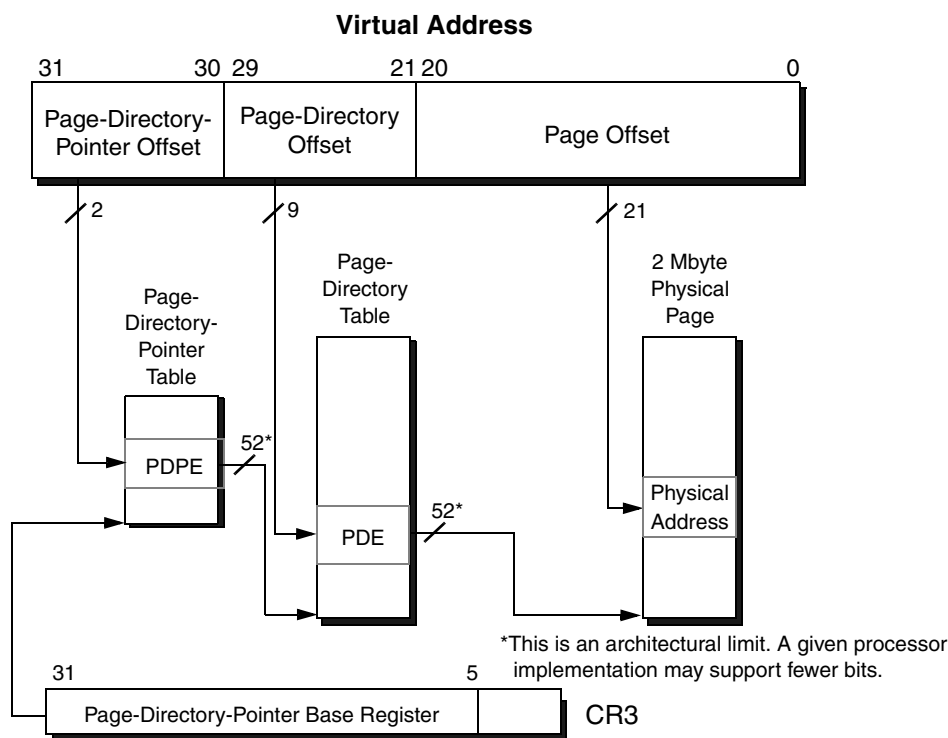 Virtual Address
31 30 29 21 20 0
Page-Directory-
Pointer Offset
Page-Directory
Offset
Page Offset
2
9
21
Page-
Directory-
Pointer
Table
Page-
Directory
Table
2 Mbyte
Physical
Page
PDPE
52*
PDE
52*
Physical
Address
*This is an architectural limit. A given processor
implementation may support fewer bits.
31 5
Page-Directory-Pointer Base Register
CR3